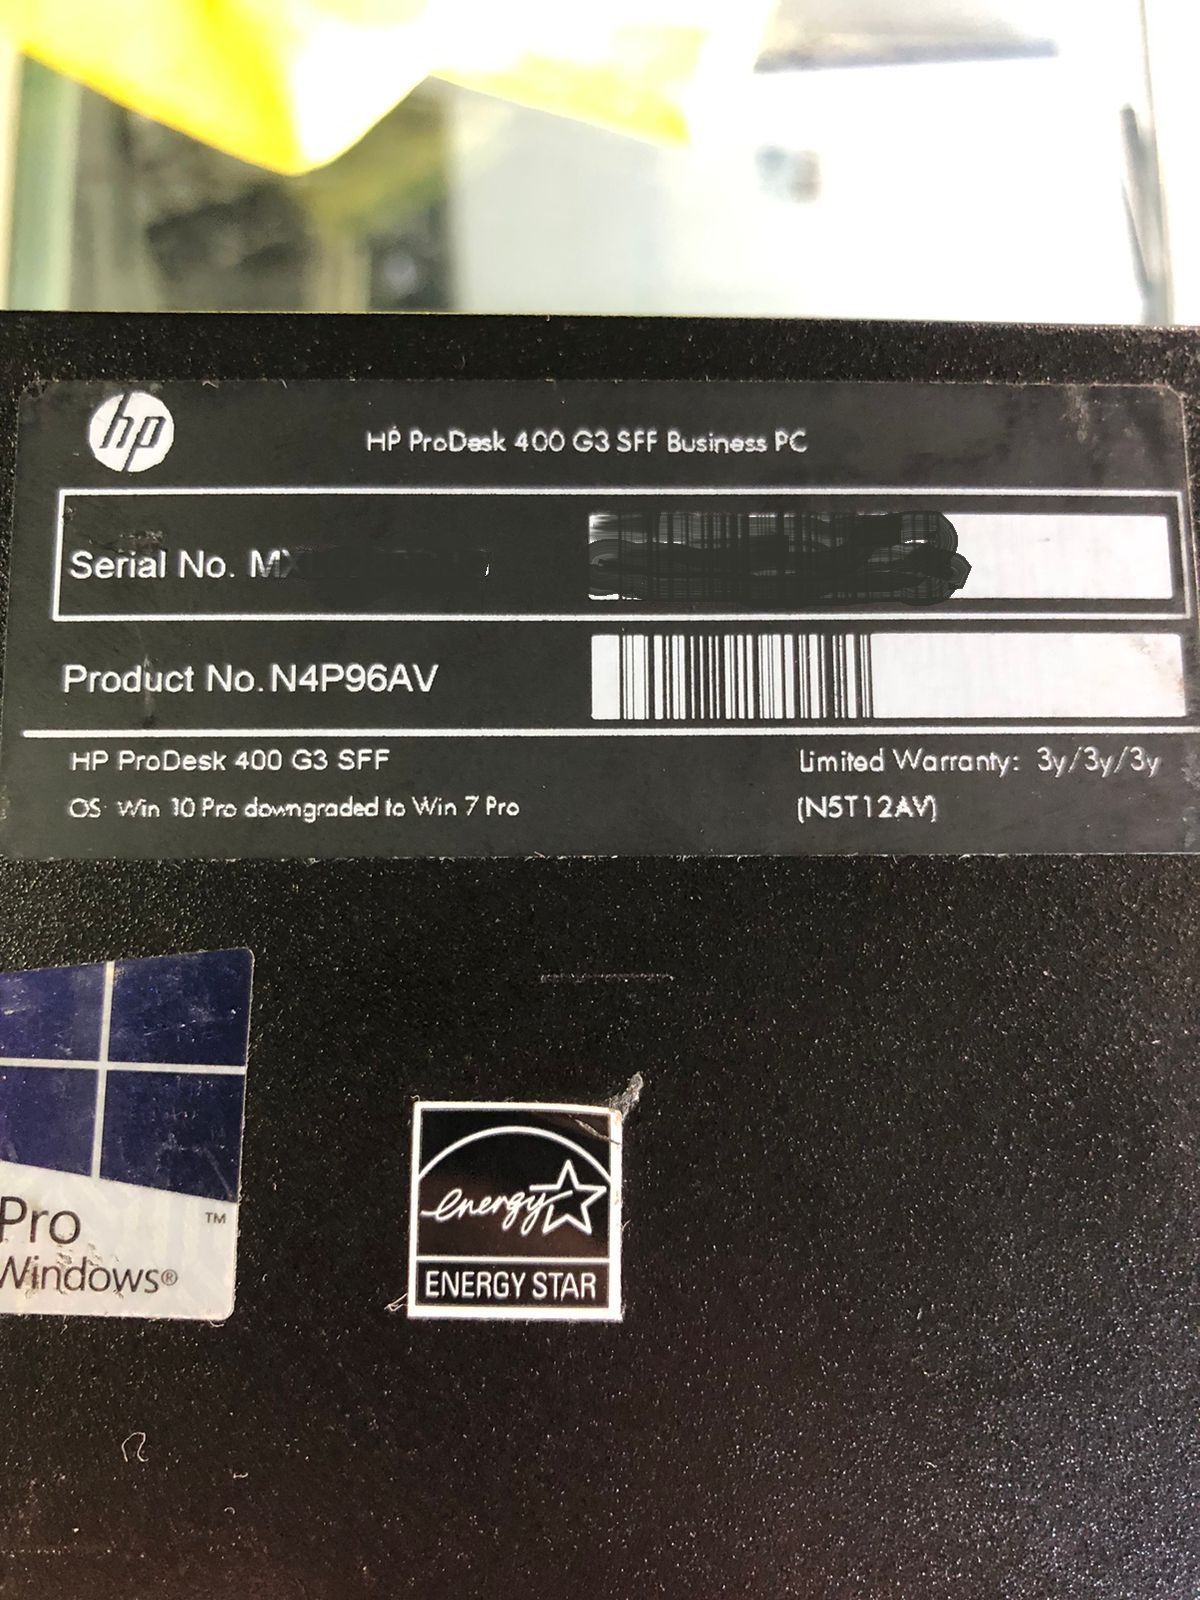 hp
HP ProDesk 400 G3 SFF Business PC
Serial No. MX
Product No. N4P96AV
HP ProDesk 400 G3 SFF
Limited Warranty: 3y/3y/3y
OS Win 10 Pro downgraded to Win 7 Pro
(N5T12AV)
Pro
TM
Windows®
energy
ENERGY STAR